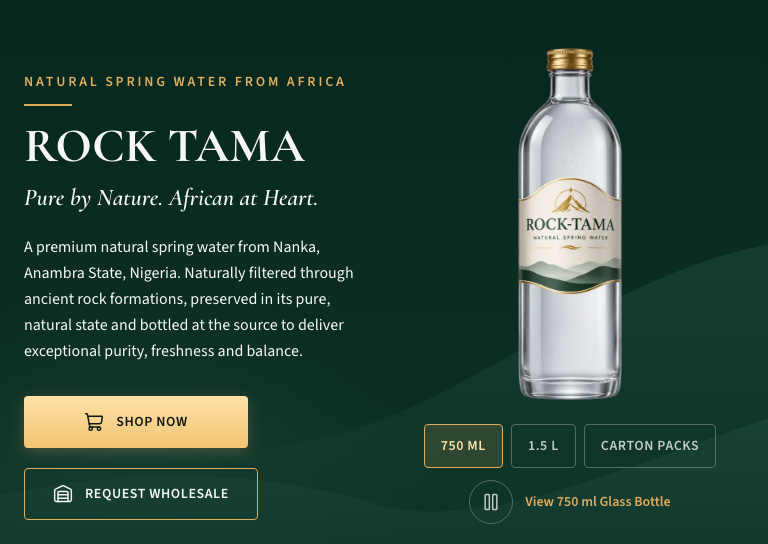 NATURAL SPRING WATER FROM AFRICA
ROCK TAMA
Pure by Nature. African at Heart.
A premium natural spring water from Nanka,
Anambra State, Nigeria. Naturally filtered through
ancient rock formations, preserved in its pure,
natural state and bottled at the source to deliver
exceptional purity, freshness and balance.
SHOP NOW
REQUEST WHOLESALE
ROCK-TAMA
NATURAL SPRING WATER
750 ML
1.5 L
CARTON PACKS
View 750 ml Glass Bottle